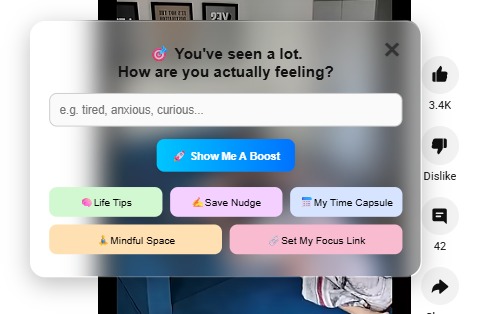 🎯 You've seen a lot.
How are you actually feeling?
✕
e.g. tired, anxious, curious...
🚀 Show Me A Boost
🧠 Life Tips
✍️ Save Nudge
📅 My Time Capsule
🧘 Mindful Space
🔗 Set My Focus Link
3.4K
Dislike
42